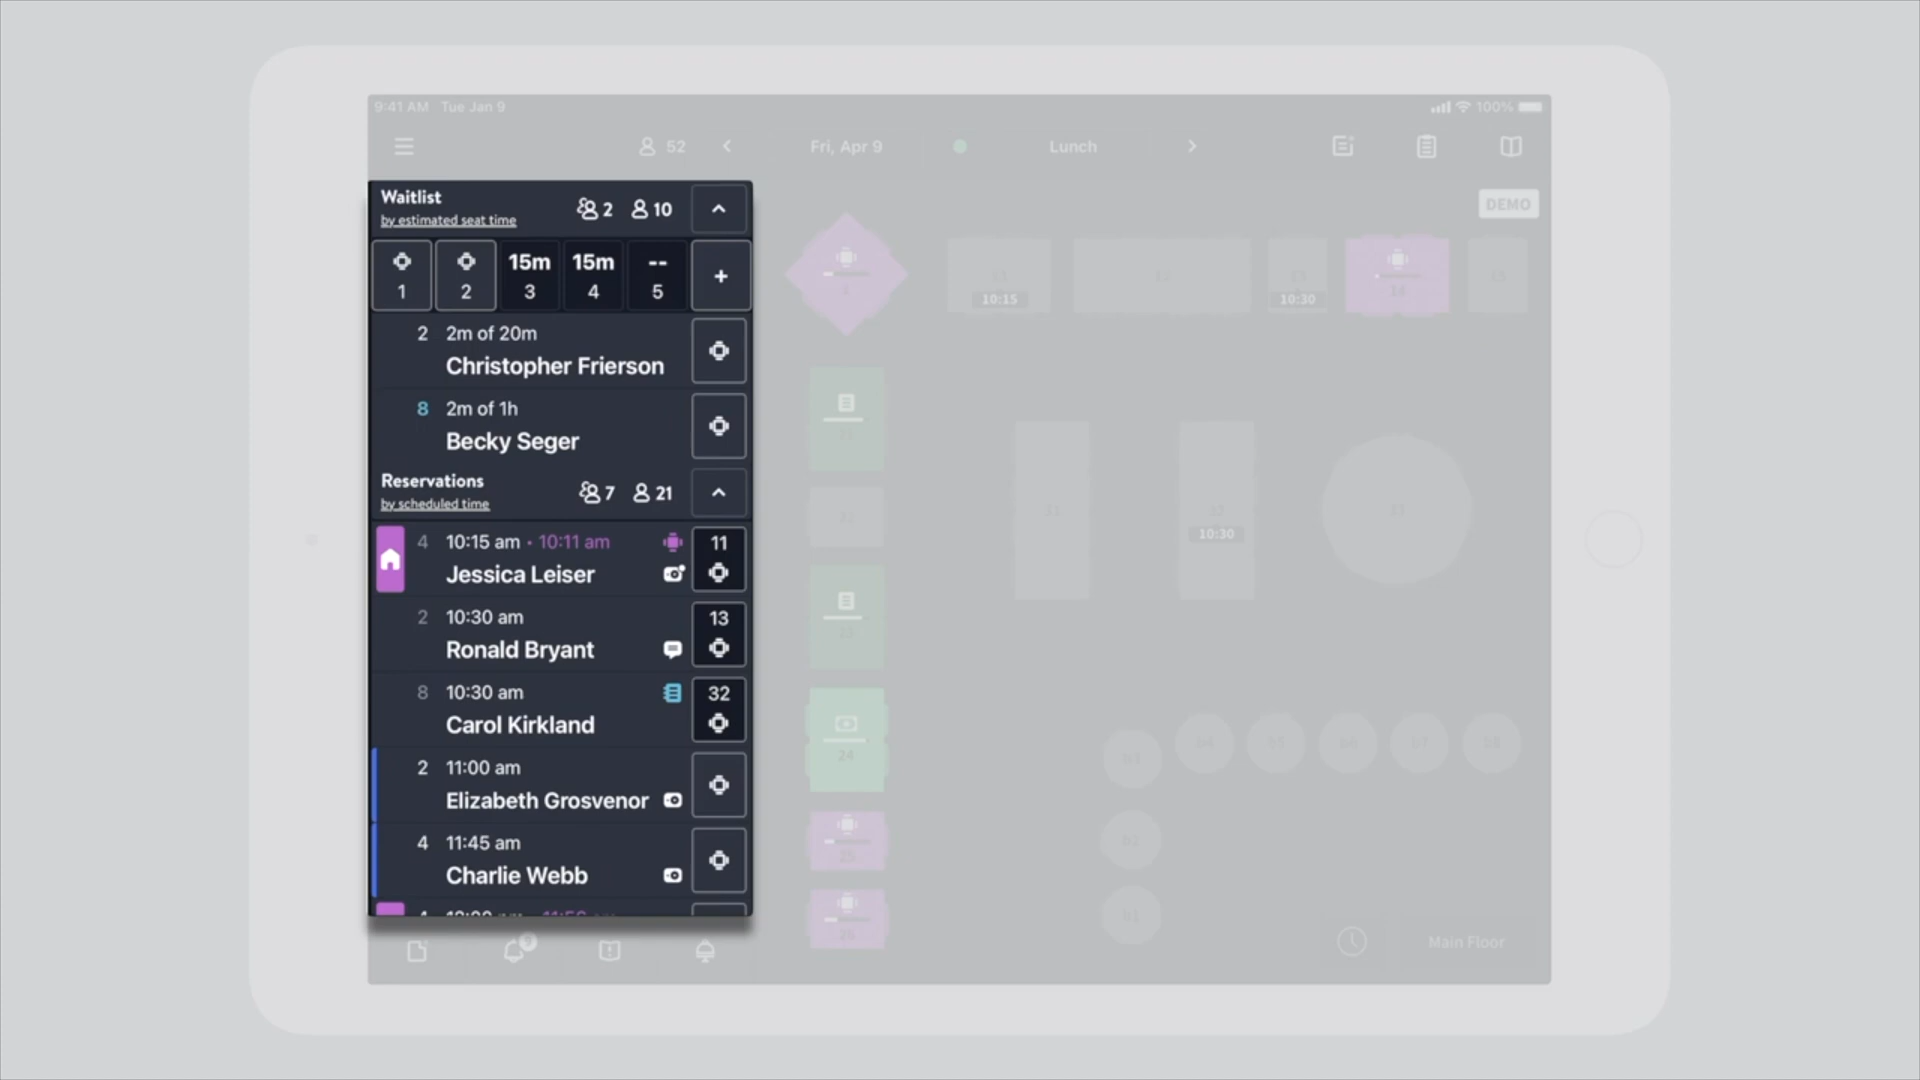 9:41 AM Tue Jan 9
100%
52
Fri, Apr 9
Lunch
DEMO
Waitlist
by estimated seat time
2
10
15m
15m
--
1
2
3
4
5
+
2 2m of 20m
Christopher Frierson
8 2m of 1h
Becky Seger
Reservations
by scheduled time
7
21
4 10:15 am • 10:11 am
11
Jessica Leiser
2 10:30 am
13
Ronald Bryant
8 10:30 am
32
Carol Kirkland
2 11:00 am
Elizabeth Grosvenor
4 11:45 am
Charlie Webb
10:15
10:30
14
10:30
24
b2
Main Floor